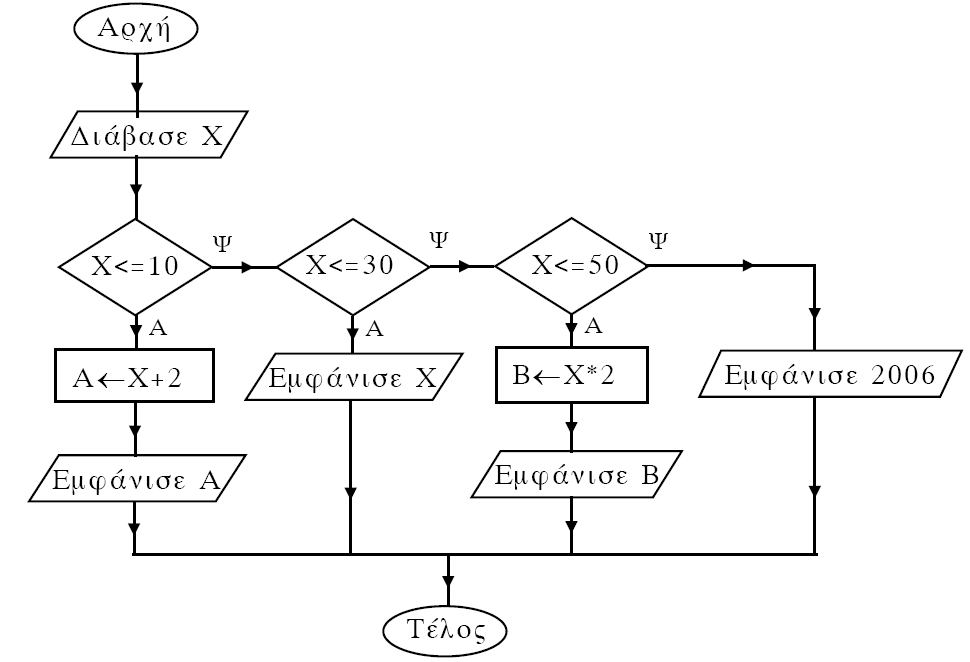 Αρχή
Διάβασε Χ
Χ<=10
Ψ
Χ<=30
Ψ
Χ<=50
Ψ
Α
Α
Α
Α←Χ+2
Εμφάνισε Χ
Β←Χ*2
Εμφάνισε 2006
Εμφάνισε Α
Εμφάνισε Β
Τέλος